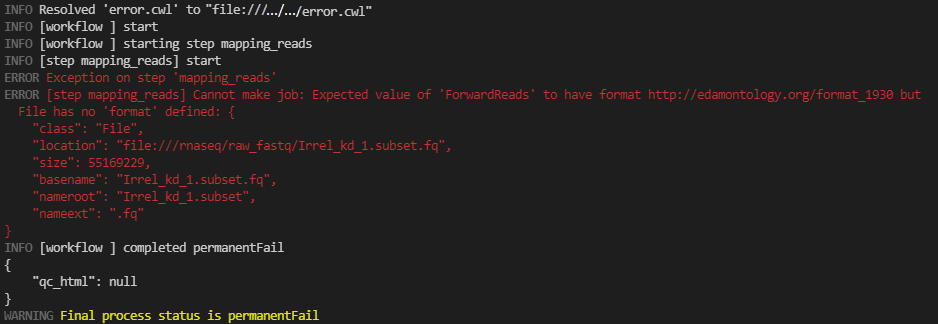 INFO Resolved 'error.cwl' to "file:///.../.../error.cwl"
INFO [workflow ] start
INFO [workflow ] starting step mapping_reads
INFO [step mapping_reads] start
ERROR Exception on step 'mapping_reads'
ERROR [step mapping_reads] Cannot make job: Expected value of 'ForwardReads' to have format http://edamontology.org/format_1930 but
File has no 'format' defined: {
"class": "File",
"location": "file:///rnaseq/raw_fastq/Irrel_kd_1.subset.fq",
"size": 55169229,
"basename": "Irrel_kd_1.subset.fq",
"nameroot": "Irrel_kd_1.subset",
"nameext": ".fq"
}
INFO [workflow ] completed permanentFail
{
"qc_html": null
}
WARNING Final process status is permanentFail